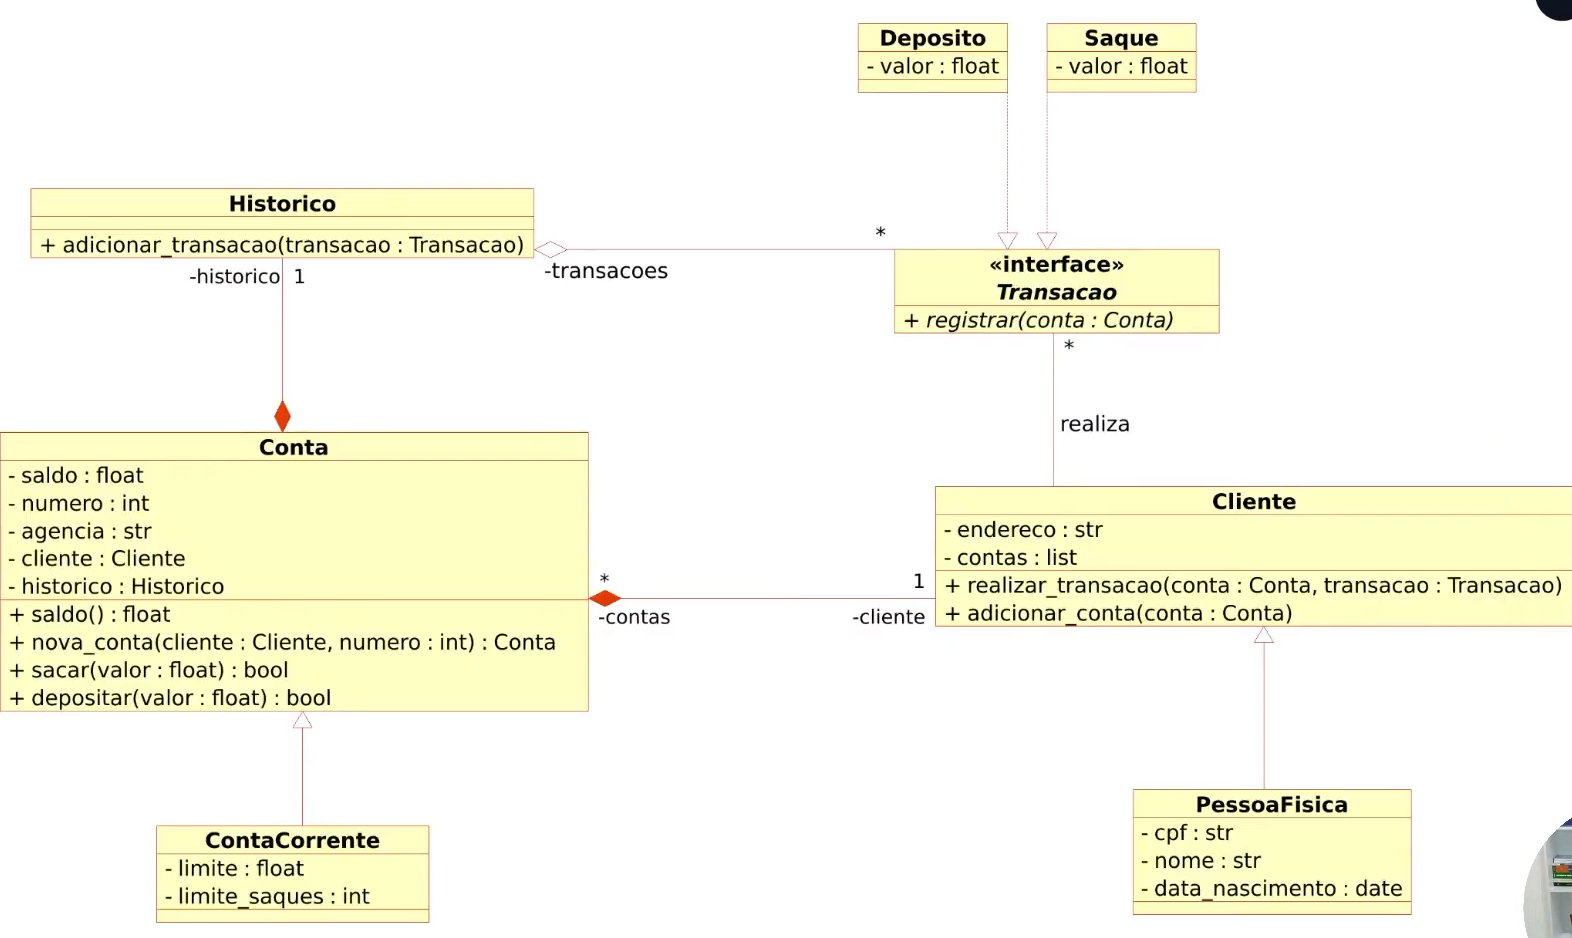 Deposito
- valor : float
Saque
- valor : float
Historico
+ adicionar_transacao(transacao : Transacao)
-historico 1
-transacoes
*
«interface»
Transacao
+ registrar(conta : Conta)
*
realiza
Conta
- saldo : float
- numero : int
- agencia : str
- cliente : Cliente
- historico : Historico
+ saldo() : float
+ nova_conta(cliente : Cliente, numero : int) : Conta
+ sacar(valor : float) : bool
+ depositar(valor : float) : bool
*
-contas
1
-cliente
Cliente
- endereco : str
- contas : list
+ realizar_transacao(conta : Conta, transacao : Transacao)
+ adicionar_conta(conta : Conta)
ContaCorrente
- limite : float
- limite_saques : int
PessoaFisica
- cpf : str
- nome : str
- data_nascimento : date